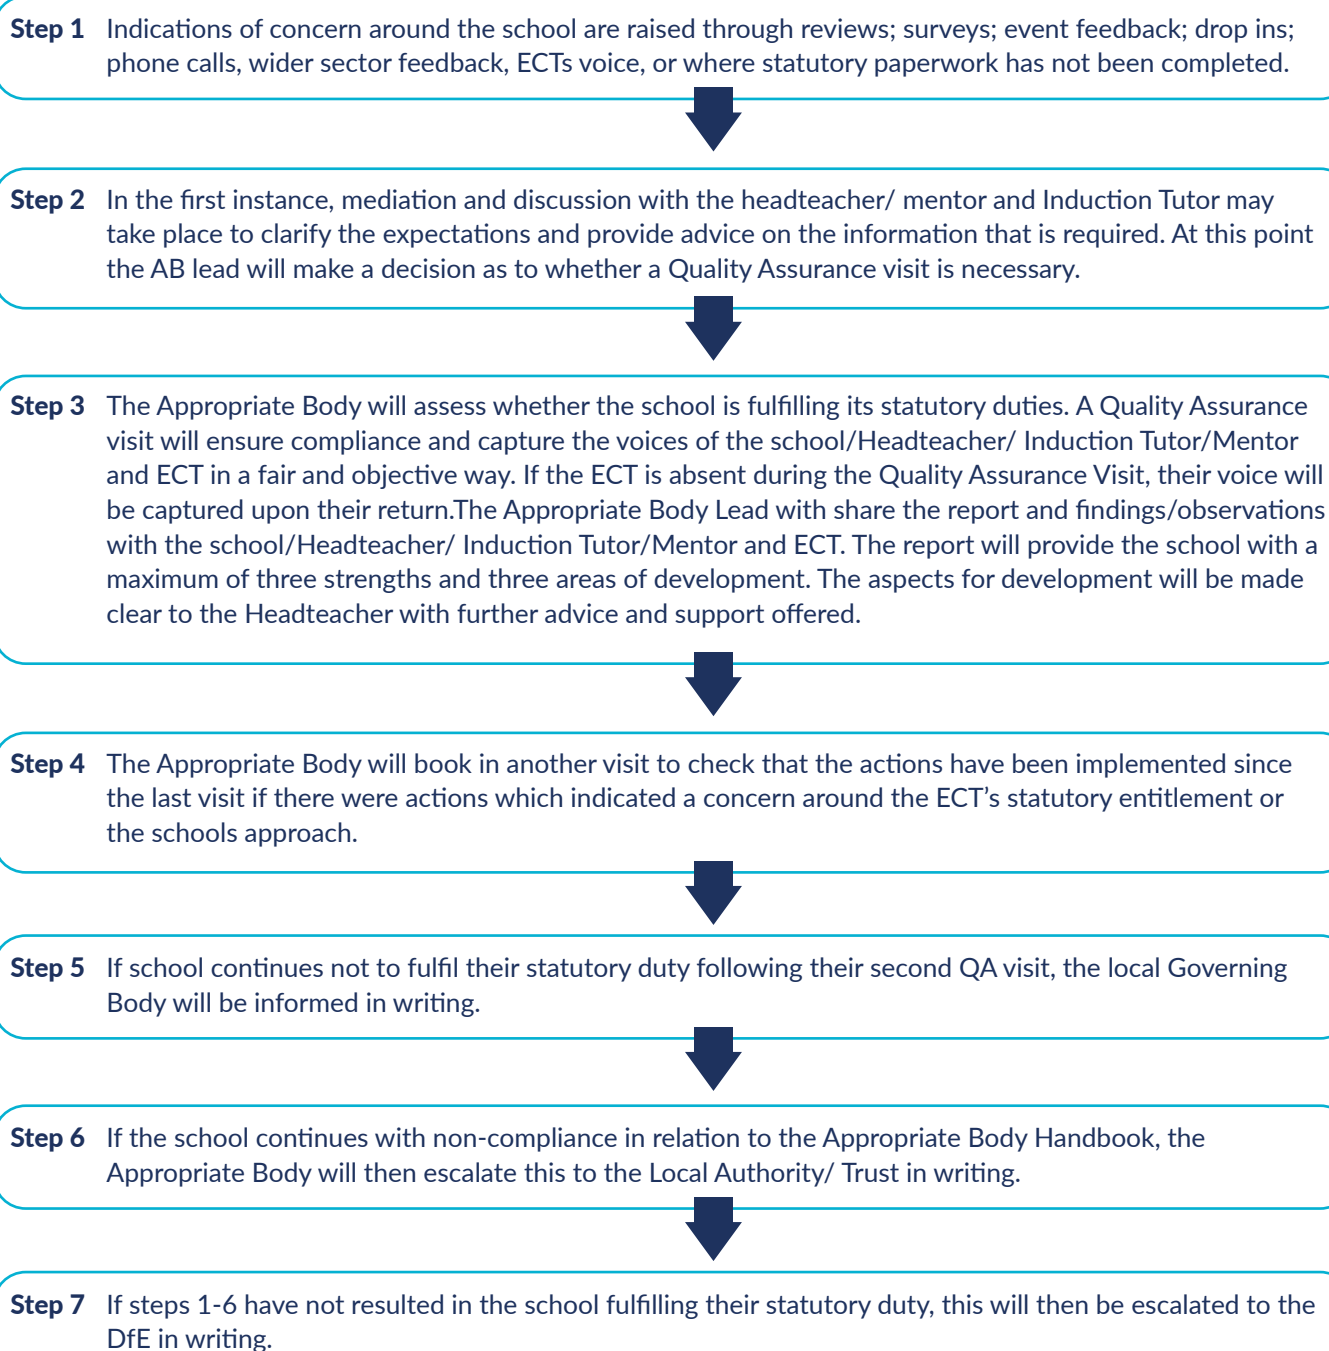 Step 1 Indications of concern around the school are raised through reviews; surveys; event feedback; drop ins;
phone calls, wider sector feedback, ECTs voice, or where statutory paperwork has not been completed.
Step 2 In the first instance, mediation and discussion with the headteacher/ mentor and Induction Tutor may
take place to clarify the expectations and provide advice on the information that is required. At this point
the AB lead will make a decision as to whether a Quality Assurance visit is necessary.
Step 3 The Appropriate Body will assess whether the school is fulfilling its statutory duties. A Quality Assurance
visit will ensure compliance and capture the voices of the school/Headteacher/ Induction Tutor/Mentor
and ECT in a fair and objective way. If the ECT is absent during the Quality Assurance Visit, their voice will
be captured upon their return.The Appropriate Body Lead with share the report and findings/observations
with the school/Headteacher/ Induction Tutor/Mentor and ECT. The report will provide the school with a
maximum of three strengths and three areas of development. The aspects for development will be made
clear to the Headteacher with further advice and support offered.
Step 4 The Appropriate Body will book in another visit to check that the actions have been implemented since
the last visit if there were actions which indicated a concern around the ECT’s statutory entitlement or
the schools approach.
Step 5 If school continues not to fulfil their statutory duty following their second QA visit, the local Governing
Body will be informed in writing.
Step 6 If the school continues with non-compliance in relation to the Appropriate Body Handbook, the
Appropriate Body will then escalate this to the Local Authority/ Trust in writing.
Step 7 If steps 1-6 have not resulted in the school fulfilling their statutory duty, this will then be escalated to the
DfE in writing.